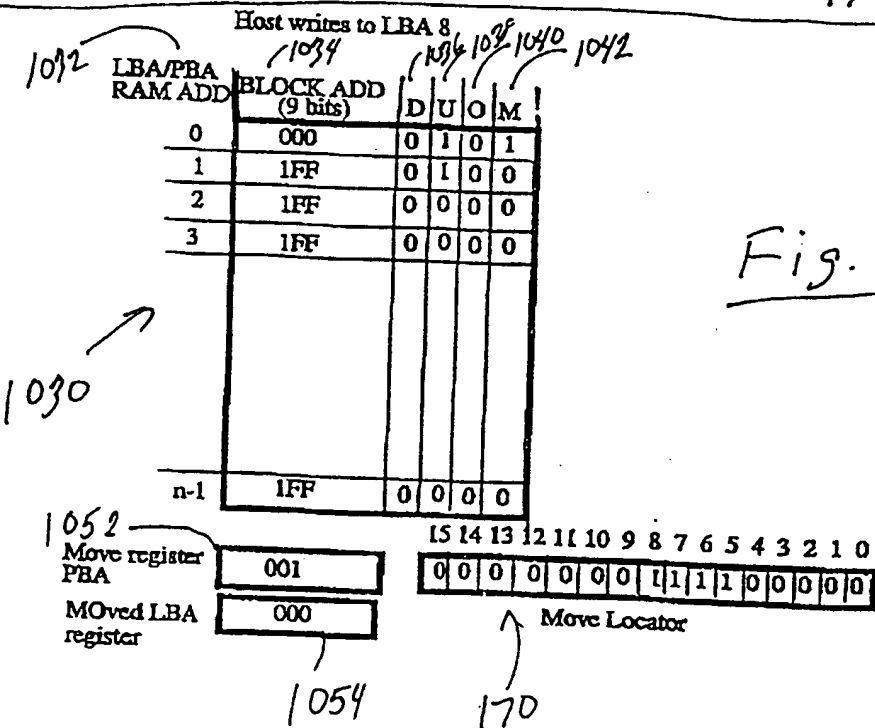 Host writes to LBA 8
1032 1034 1036 1038 1040 1042
LBA/PBA RAM ADD BLOCK ADD (9 bits) D U O M
0 000 0 1 0 1
1 1FF 0 1 0 0
2 1FF 0 0 0 0
3 1FF 0 0 0 0
Fig.
1030
n-1 1FF 0 0 0 0
1052
15 14 13 12 11 10 9 8 7 6 5 4 3 2 1 0
Move register PBA 001 0 0 0 0 0 0 0 1 1 1 1 0 0 0 0 0
MOved LBA register 000
Move Locator
1054 170